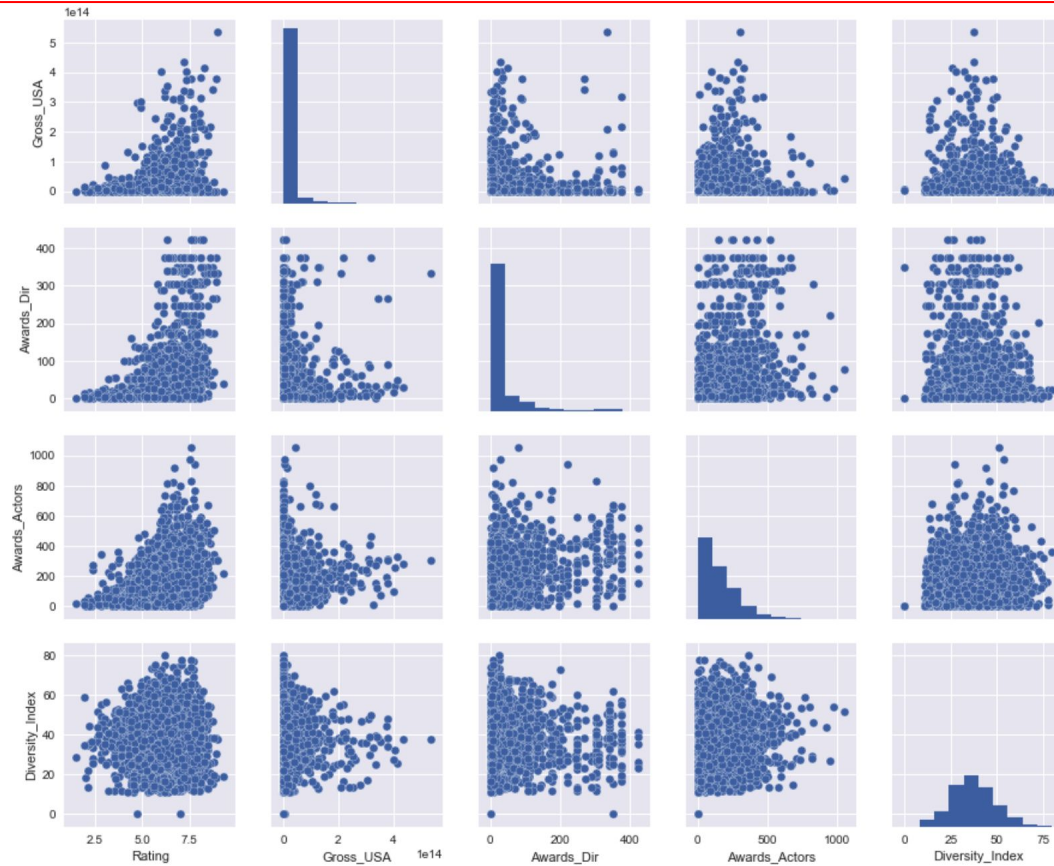 1e14
5
4
3
2
1
0
Gross_USA
400
300
200
100
0
Awards_Dir
1000
800
600
400
200
0
Awards_Actors
80
60
40
20
0
Diversity_Index
2.5 5.0 7.5 0 2 4 0 200 400 0 500 1000 0 25 50 75
1e14
Rating Gross_USA Awards_Dir Awards_Actors Diversity_Index